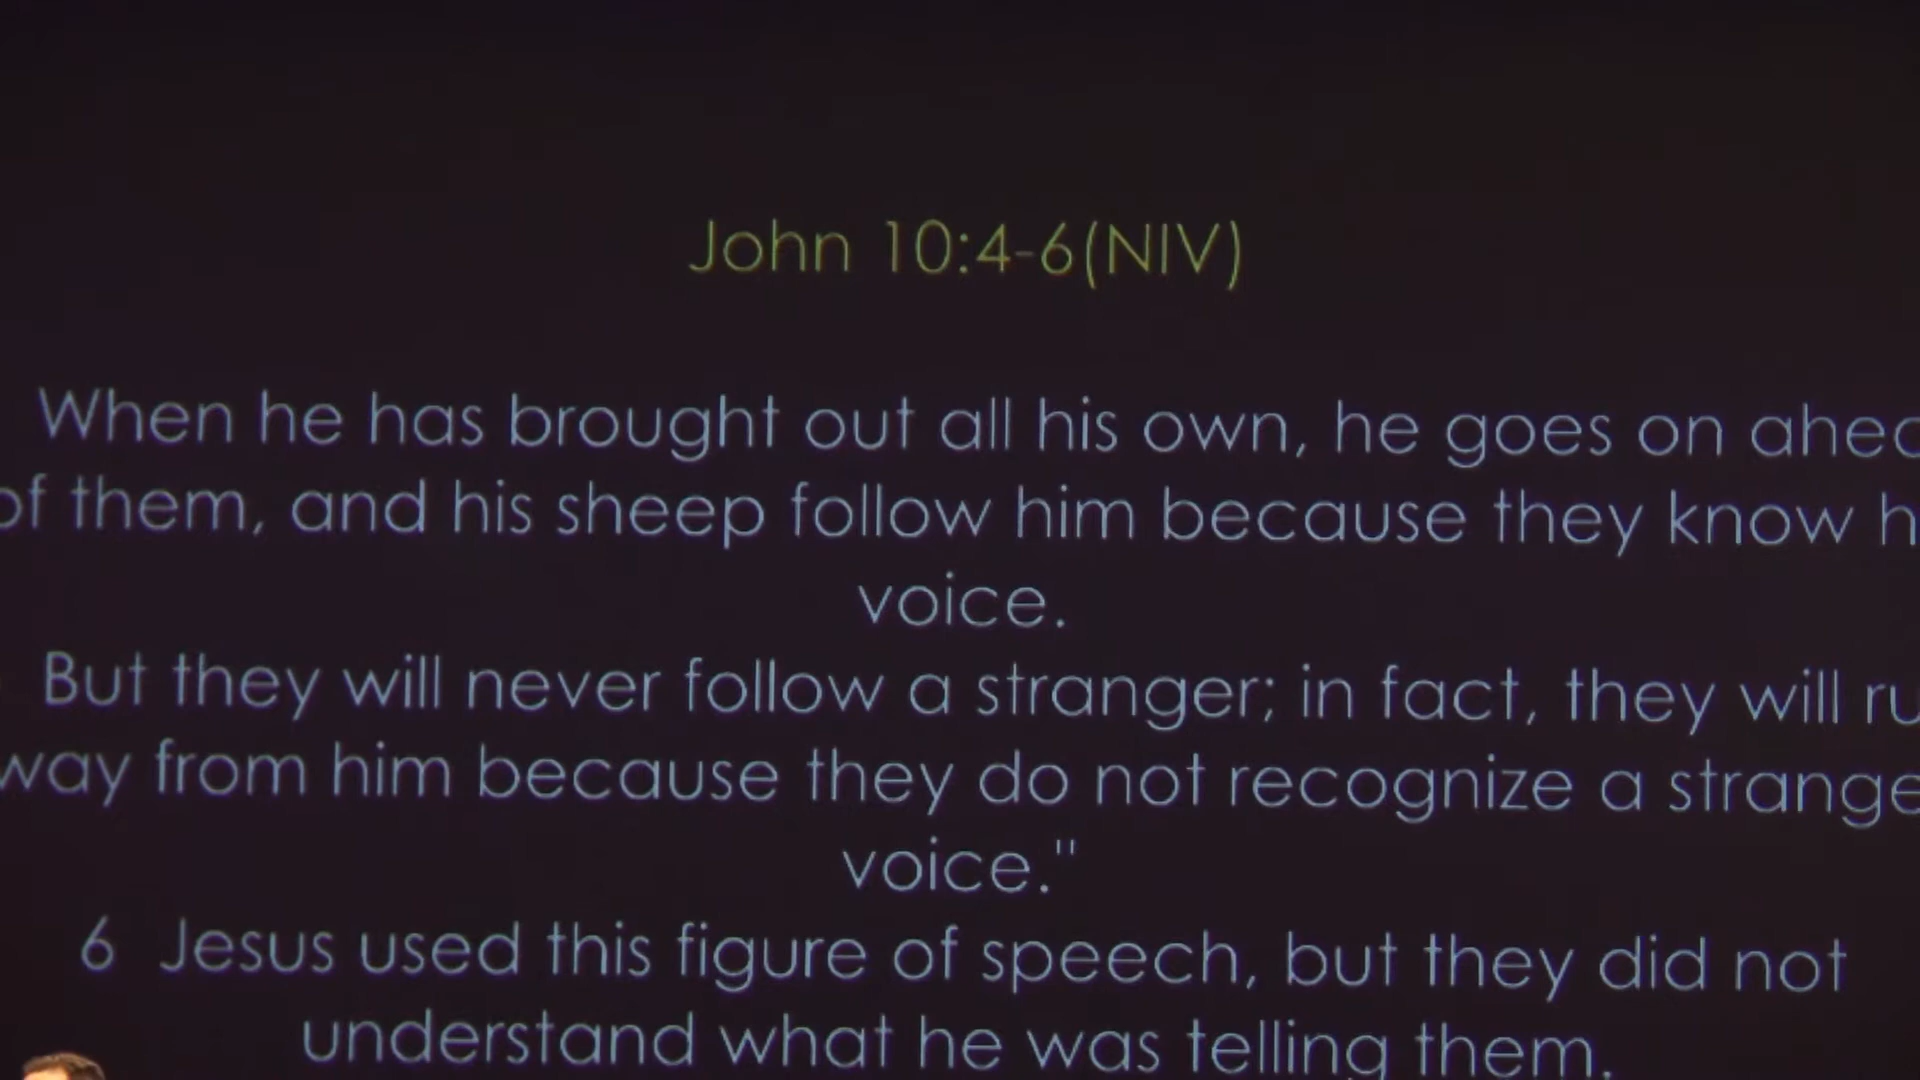 John 10:4-6(NIV)
When he has brought out all his own, he goes on
of them, and his sheep follow him because they know
voice.
But they will never follow a stranger; in fact, they will
from him because they do not recognize a
voice."
6 Jesus used this figure of speech, but they did not
understand what he was telling them.